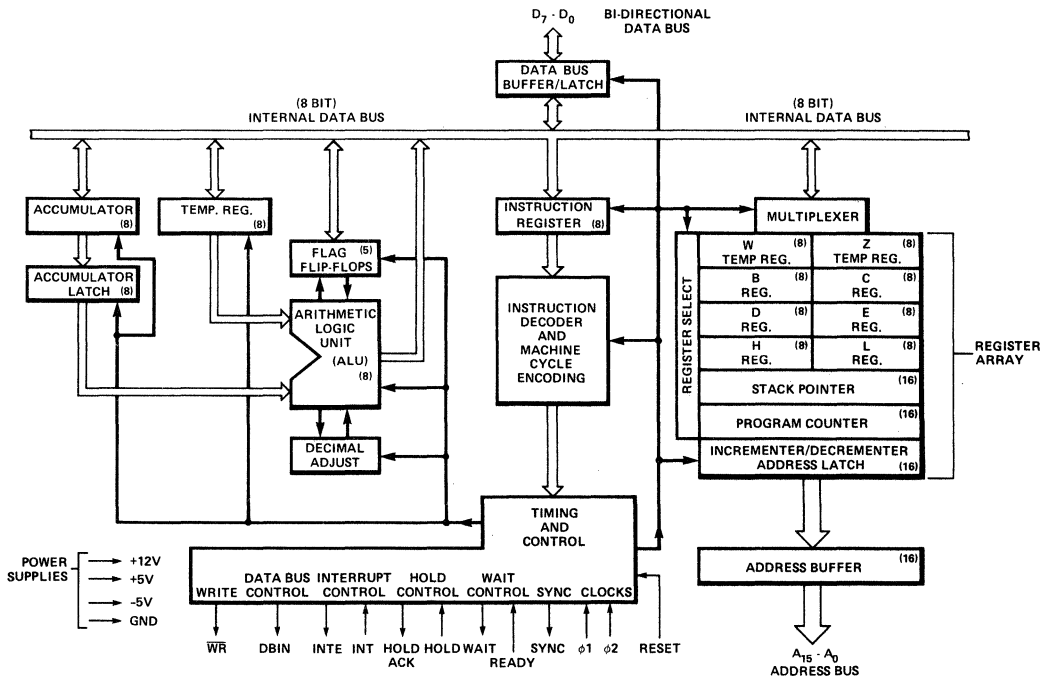 D7 - D0
BI-DIRECTIONAL
DATA BUS
DATA BUS
BUFFER/LATCH
(8 BIT)
INTERNAL DATA BUS
(8 BIT)
INTERNAL DATA BUS
ACCUMULATOR
(8)
TEMP. REG.
(8)
INSTRUCTION
REGISTER (8)
MULTIPLEXER
ACCUMULATOR
LATCH (8)
(5)
FLAG
FLIP-FLOPS
ARITHMETIC
LOGIC
UNIT
(ALU)
(8)
DECIMAL
ADJUST
INSTRUCTION
DECODER
AND
MACHINE
CYCLE
ENCODING
REGISTER SELECT
W (8)
TEMP REG.
Z (8)
TEMP REG.
B (8)
REG.
C (8)
REG.
D (8)
REG.
E (8)
REG.
H (8)
REG.
L (8)
REG.
(16)
STACK POINTER
(16)
PROGRAM COUNTER
INCREMENTER/DECREMENTER
ADDRESS LATCH (16)
REGISTER
ARRAY
TIMING
AND
CONTROL
DATA BUS
CONTROL
INTERRUPT
CONTROL
HOLD
CONTROL
WAIT
CONTROL
WRITE
SYNC
CLOCKS
ADDRESS BUFFER
(16)
POWER
SUPPLIES
+12V
+5V
-5V
GND
WR
DBIN
INTE
INT
HOLD
ACK
HOLD
WAIT
READY
SYNC
φ1
φ2
RESET
A15 - A0
ADDRESS BUS